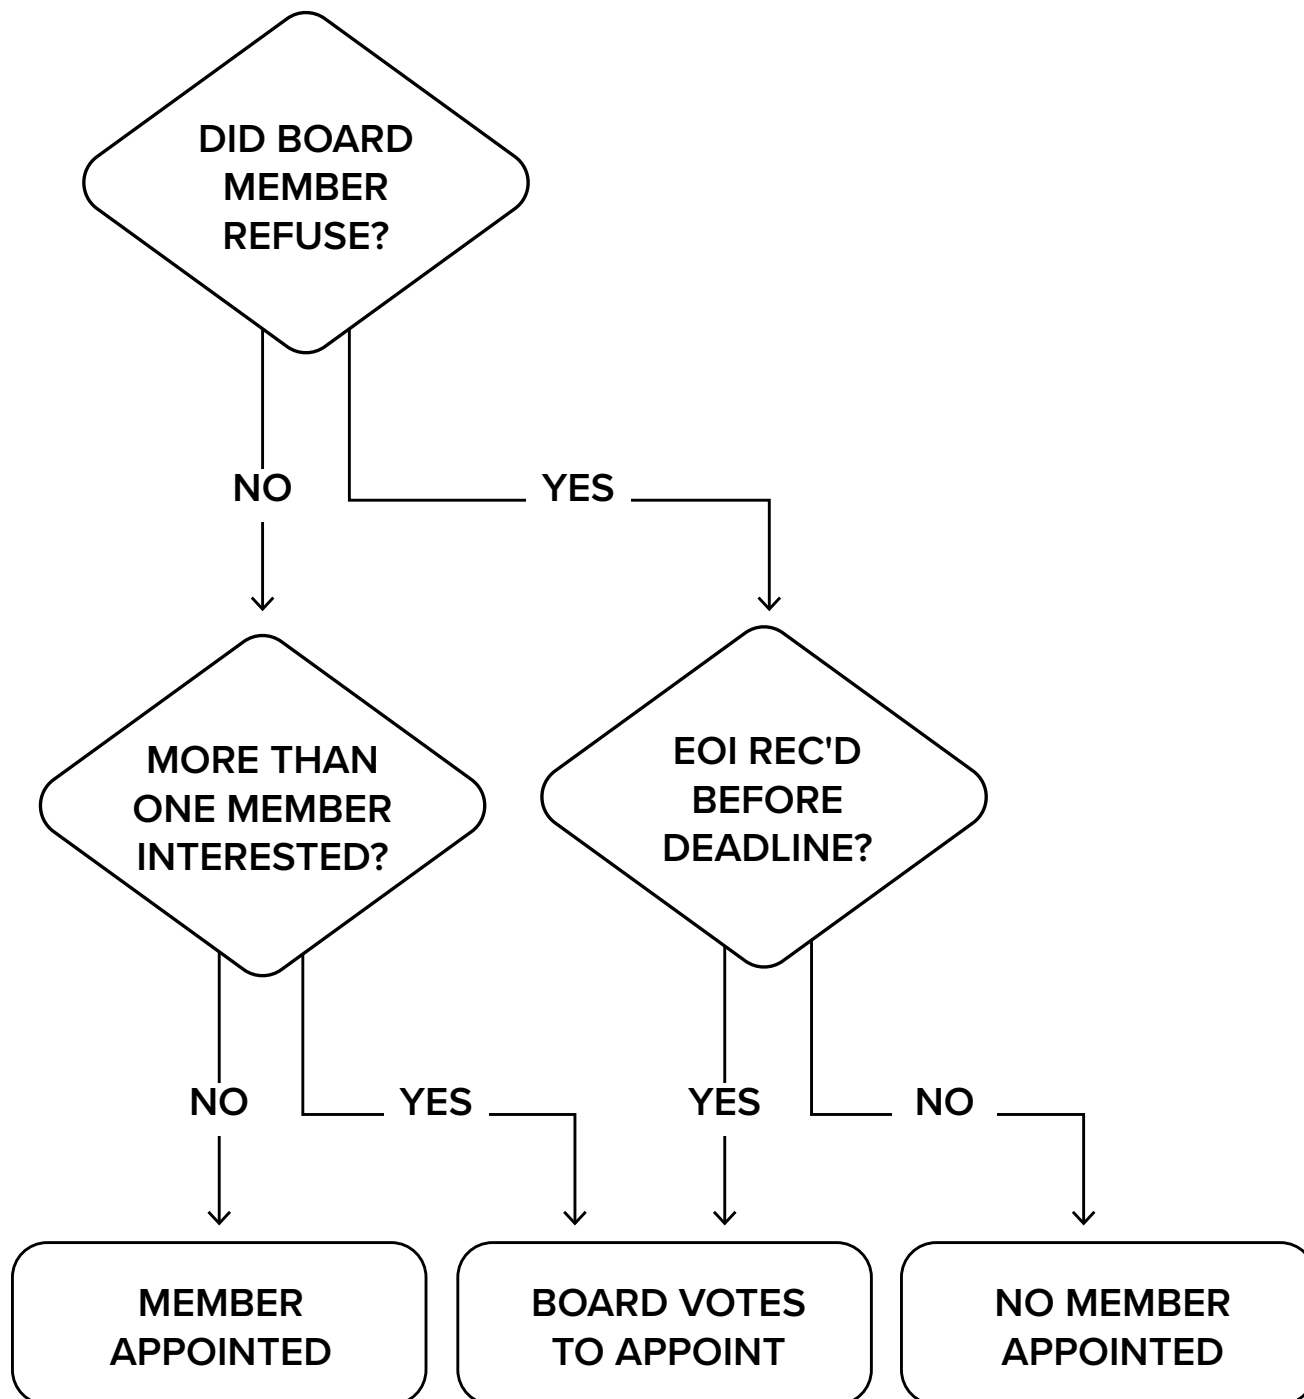 DID BOARD
MEMBER
REFUSE?
NO
YES
MORE THAN
ONE MEMBER
INTERESTED?
EOI REC'D
BEFORE
DEADLINE?
NO
YES
YES
NO
MEMBER
APPOINTED
BOARD VOTES
TO APPOINT
NO MEMBER
APPOINTED